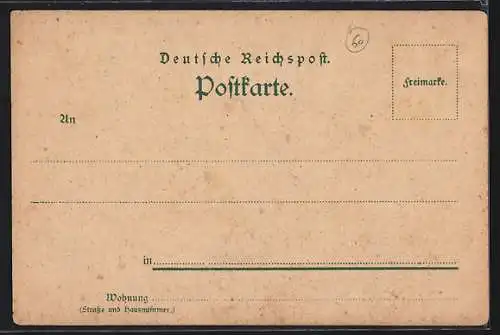 60
Deutsche Reichspost.
Postkarte.
Freimarke.
An
in
Wohnung
(Straße und Hausnummer.)